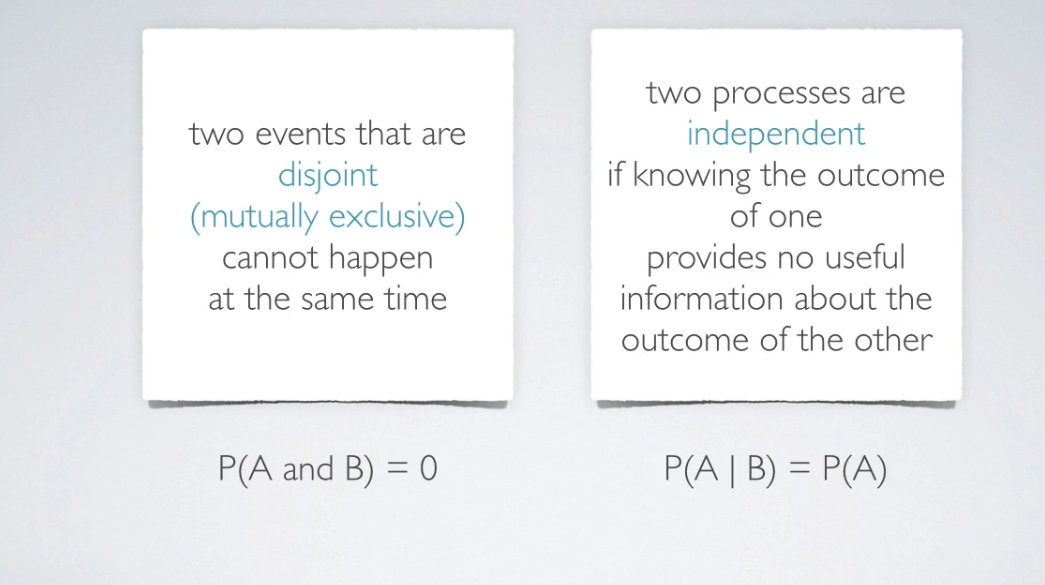 two events that are
disjoint
(mutually exclusive)
cannot happen
at the same time
P(A and B) = 0
two processes are
independent
if knowing the outcome
of one
provides no useful
information about the
outcome of the other
P(A | B) = P(A)